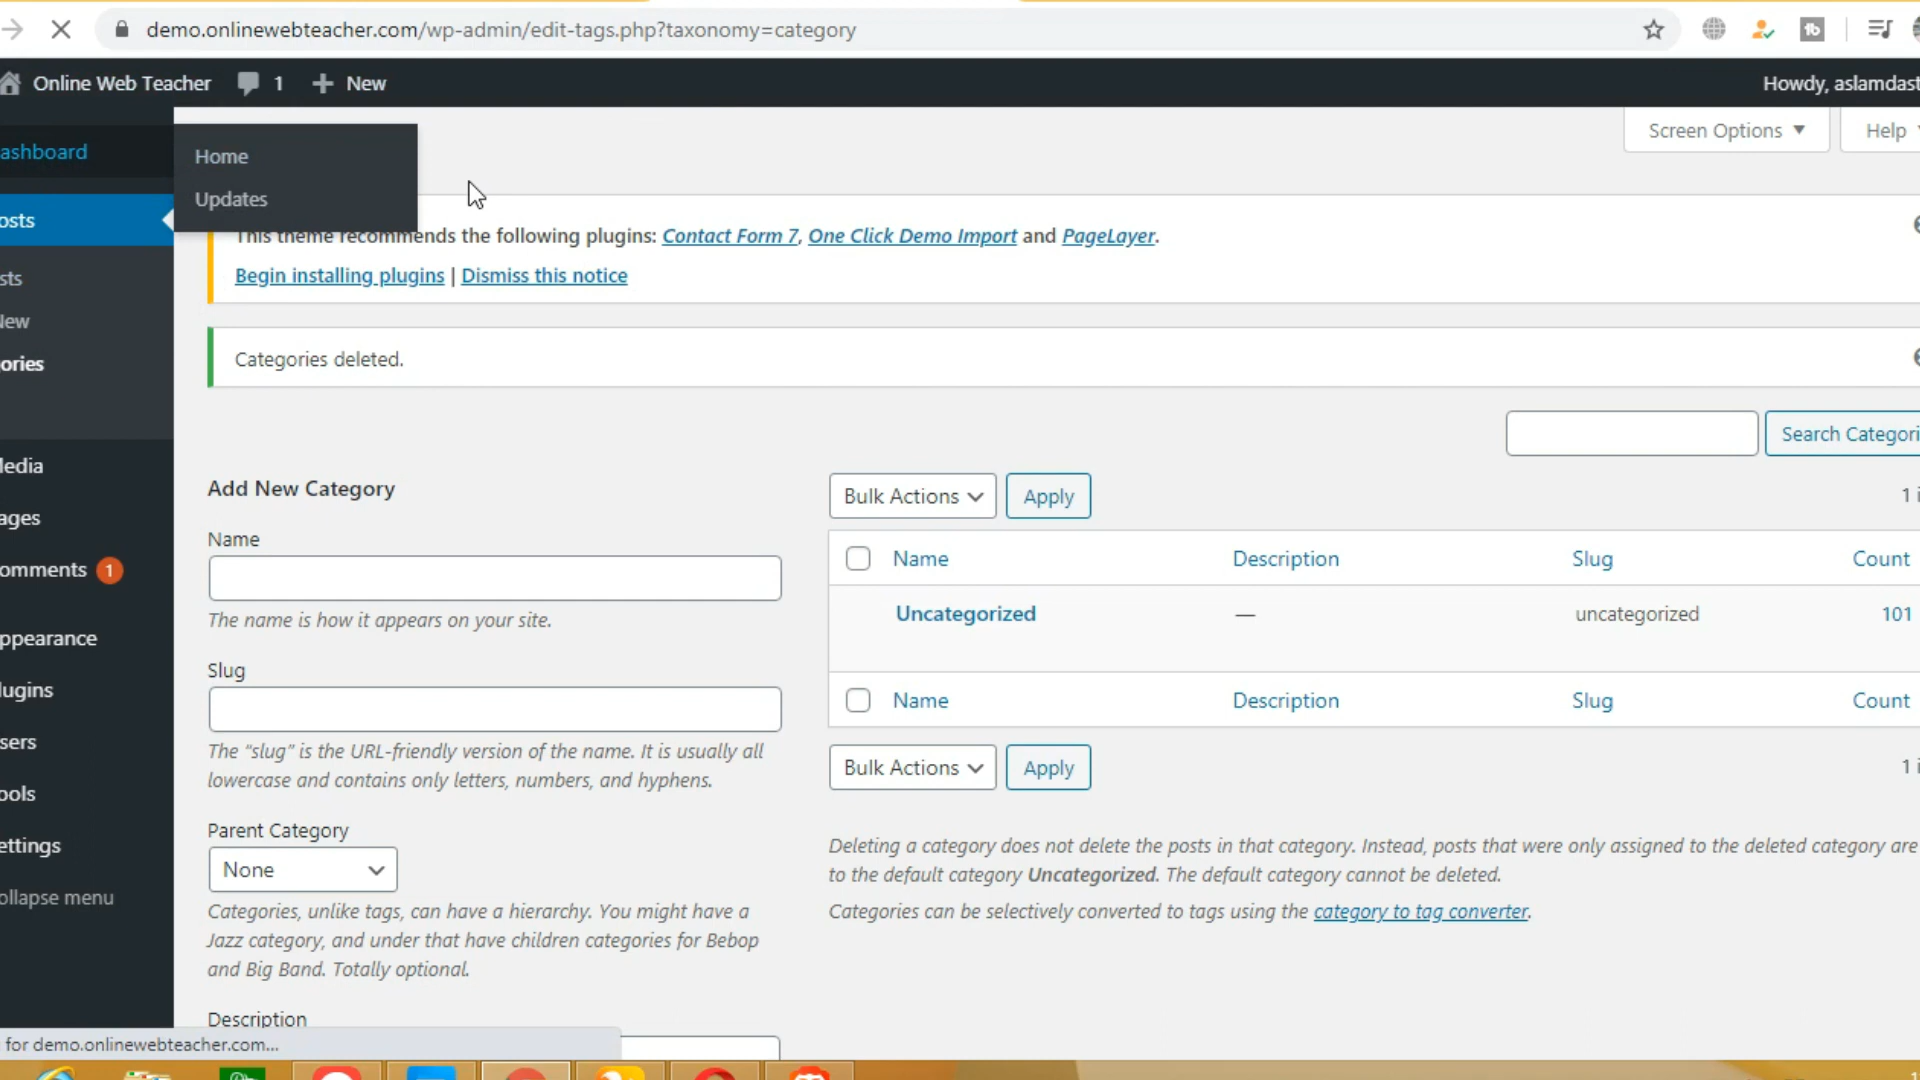 demo.onlinewebteacher.com/wp-admin/edit-tags.php?taxonomy=category
Online Web Teacher 1 New
Howdy, aslamdast
ashboard
Home
Updates
Screen Options
Help
osts
sts
New
ories
Media
ages
omments 1
ppearance
lugins
sers
ools
ettings
ollapse menu
This theme recommends the following plugins: Contact Form 7, One Click Demo Import and PageLayer.
Begin installing plugins | Dismiss this notice
Categories deleted.
Search Categori
Add New Category
Name
The name is how it appears on your site.
Slug
The “slug” is the URL-friendly version of the name. It is usually all
lowercase and contains only letters, numbers, and hyphens.
Parent Category
None
Categories, unlike tags, can have a hierarchy. You might have a
Jazz category, and under that have children categories for Bebop
and Big Band. Totally optional.
Description
Bulk Actions Apply
1 i
Name Description Slug Count
Uncategorized — uncategorized 101
Name Description Slug Count
Bulk Actions Apply
1 i
Deleting a category does not delete the posts in that category. Instead, posts that were only assigned to the deleted category are
to the default category Uncategorized. The default category cannot be deleted.
Categories can be selectively converted to tags using the category to tag converter.
for demo.onlinewebteacher.com...